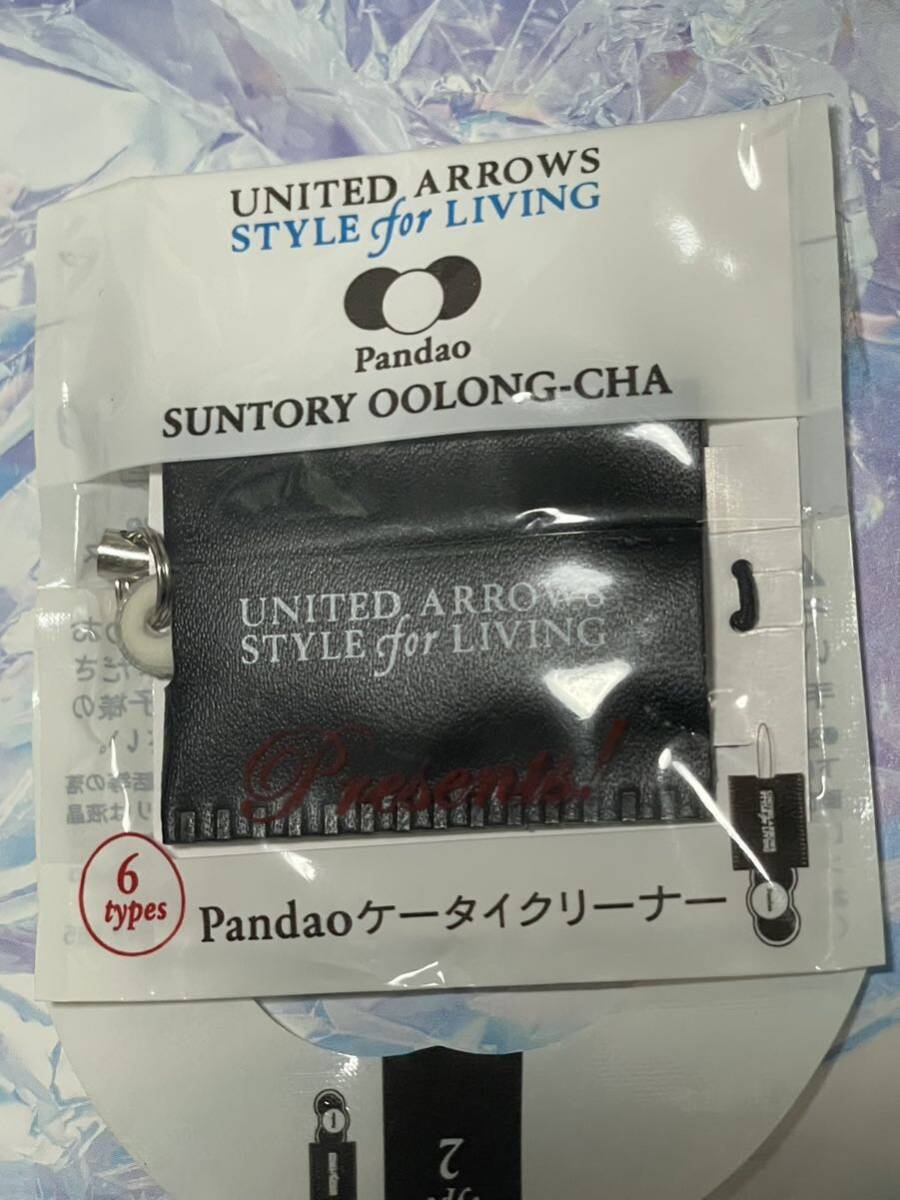 UNITED ARROWS
STYLE for LIVING
Pandao
SUNTORY OOLONG-CHA
UNITED ARROWS
STYLE for LIVING
Presents!
6
types
Pandaoケータイクリーナー
2